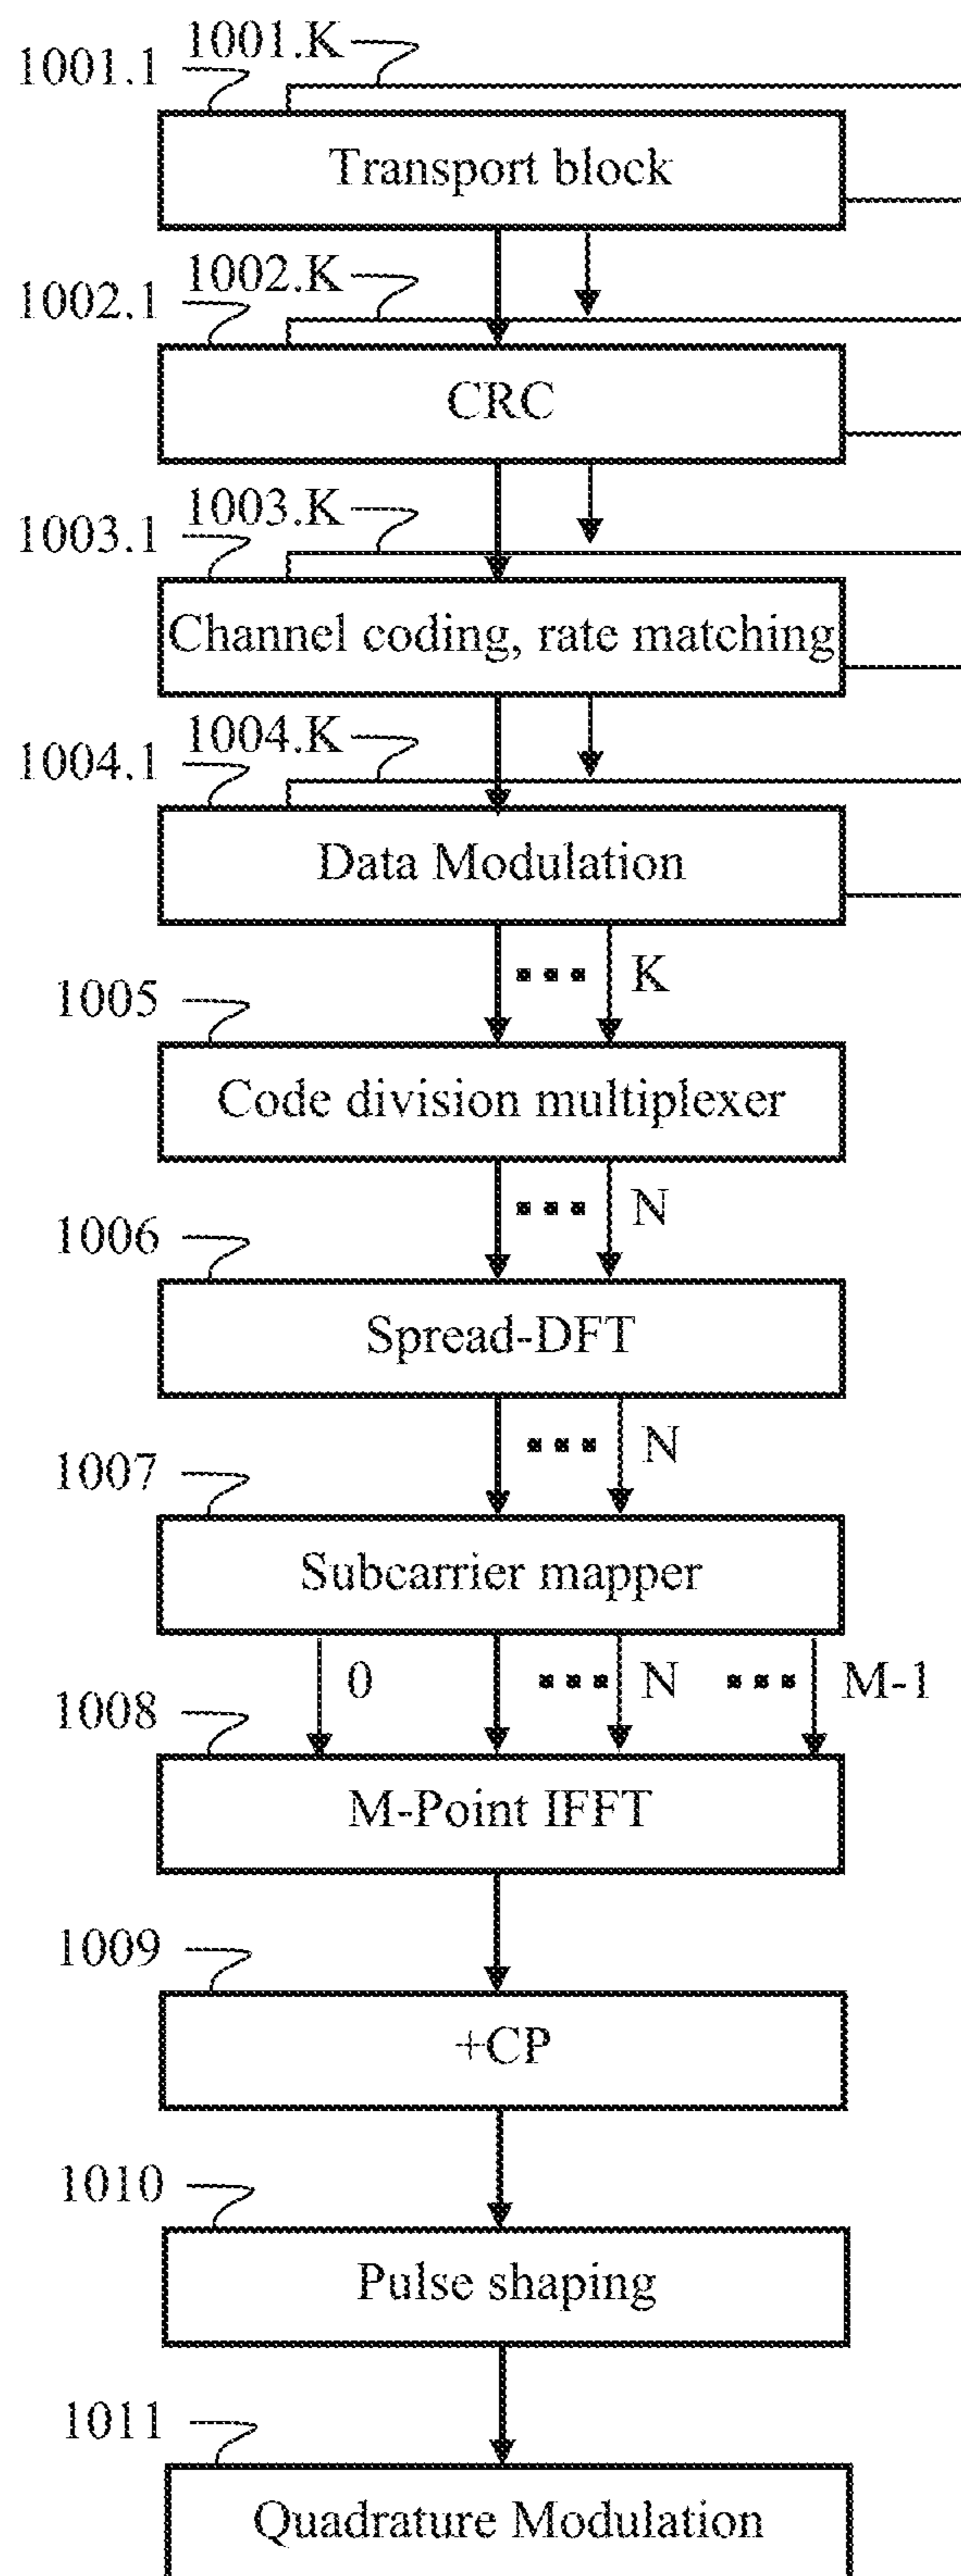 1001.K
1001.1
Transport block
1002.K
1002.1
CRC
1003.K
1003.1
Channel coding, rate matching
1004.K
1004.1
Data Modulation
K
1005
Code division multiplexer
N
1006
Spread-DFT
N
1007
Subcarrier mapper
0 N M-1
1008
M-Point IFFT
1009
+CP
1010
Pulse shaping
1011
Quadrature Modulation